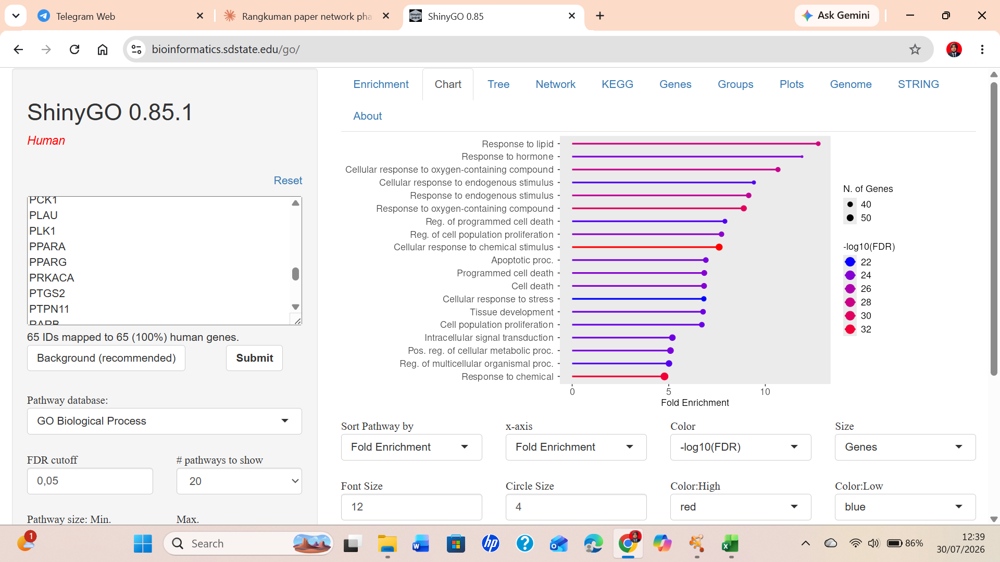 Telegram Web
Rangkuman paper network pha
ShinyGO 0.85
Ask Gemini
bioinformatics.sdstate.edu/go/
Enrichment
Chart
Tree
Network
KEGG
Genes
Groups
Plots
Genome
STRING
About
ShinyGO 0.85.1
Human
Reset
PCK1
PLAU
PLK1
PPARA
PPARG
PRKACA
PTGS2
PTPN11
RARB
65 IDs mapped to 65 (100%) human genes.
Background (recommended)
Submit
Pathway database:
GO Biological Process
FDR cutoff
# pathways to show
0,05
20
Pathway size: Min.
Max.
Response to lipid
Response to hormone
Cellular response to oxygen-containing compound
Cellular response to endogenous stimulus
Response to endogenous stimulus
Response to oxygen-containing compound
Reg. of programmed cell death
Reg. of cell population proliferation
Cellular response to chemical stimulus
Apoptotic proc.
Programmed cell death
Cell death
Cellular response to stress
Tissue development
Cell population proliferation
Intracellular signal transduction
Pos. reg. of cellular metabolic proc.
Reg. of multicellular organismal proc.
Response to chemical
0
5
10
Fold Enrichment
N. of Genes
40
50
-log10(FDR)
22
24
26
28
30
32
Sort Pathway by
x-axis
Color
Size
Fold Enrichment
Fold Enrichment
-log10(FDR)
Genes
Font Size
Circle Size
Color:High
Color:Low
12
4
red
blue
1
Search
86%
12:39
30/07/2026